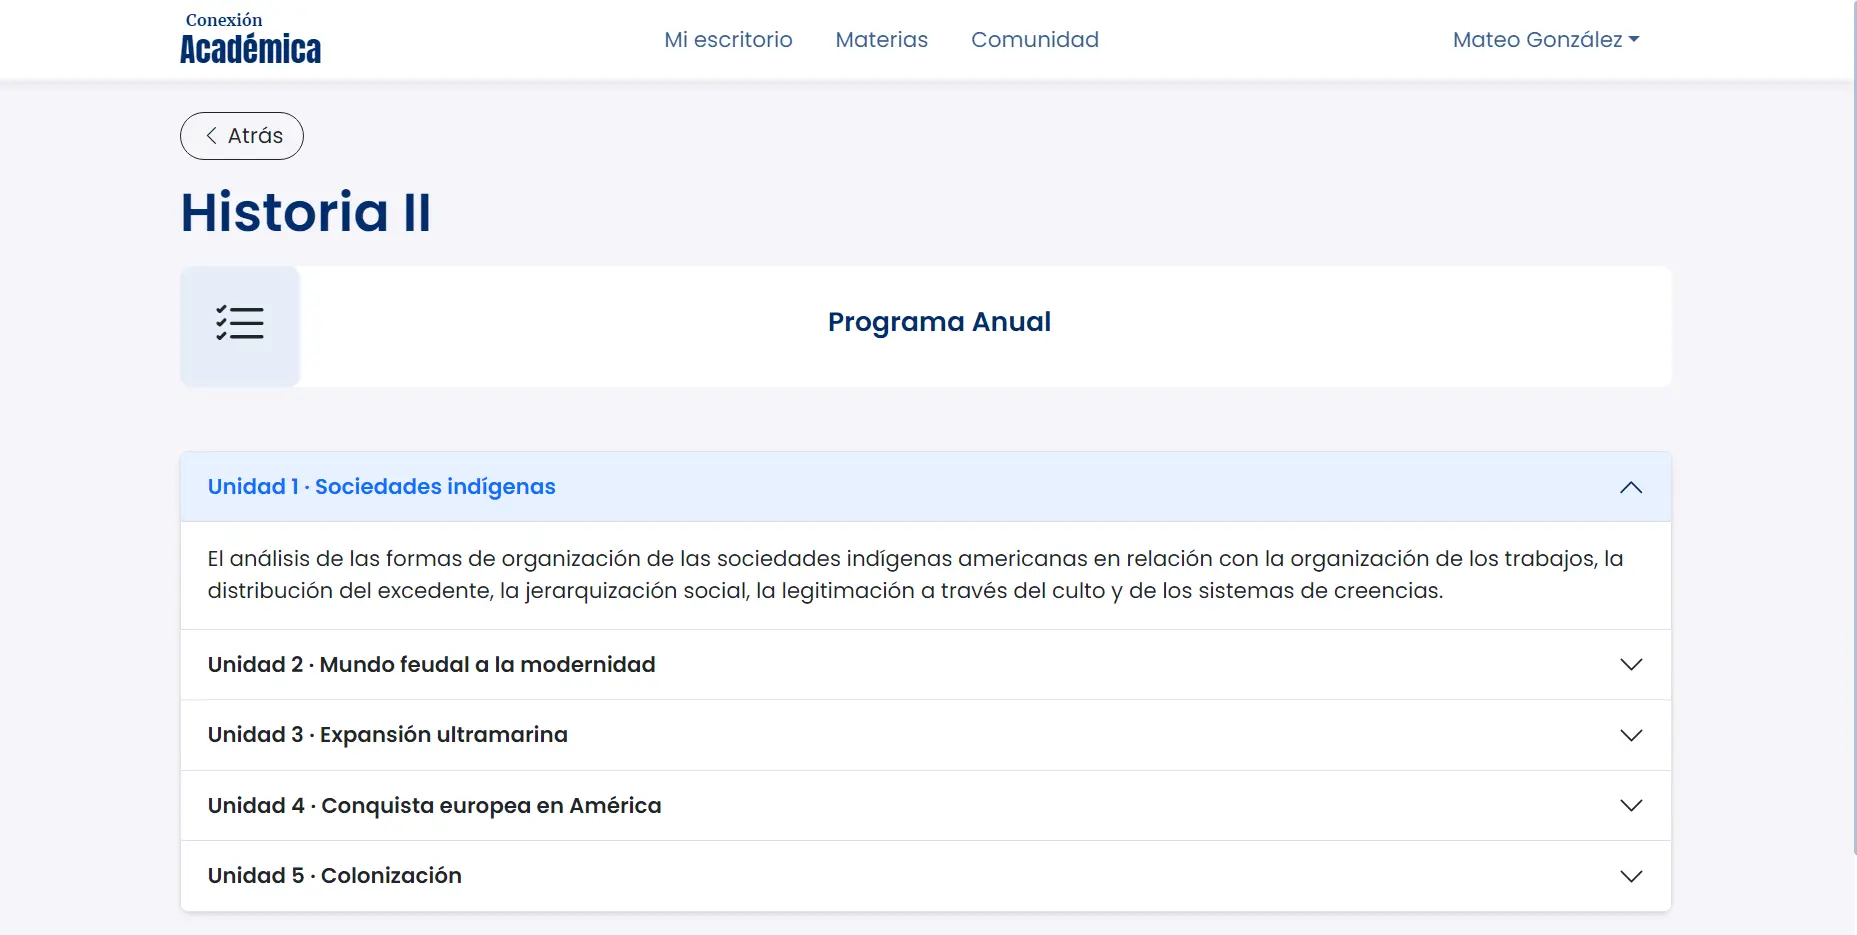 Conexión
Académica
Mi escritorio
Materias
Comunidad
Mateo González
Atrás
Historia II
Programa Anual
Unidad 1 · Sociedades indígenas
El análisis de las formas de organización de las sociedades indígenas americanas en relación con la organización de los trabajos, la
distribución del excedente, la jerarquización social, la legitimación a través del culto y de los sistemas de creencias.
Unidad 2 · Mundo feudal a la modernidad
Unidad 3 · Expansión ultramarina
Unidad 4 · Conquista europea en América
Unidad 5 · Colonización